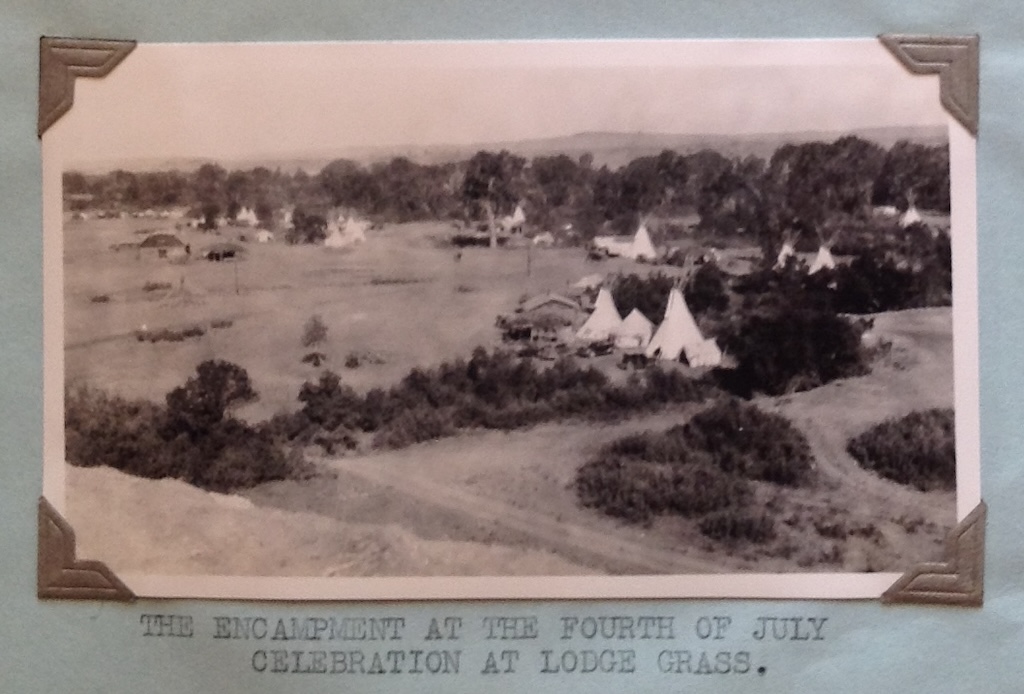 THE ENCAMPMENT AT THE FOURTH OF JULY
CELEBRATION AT LODGE GRASS.